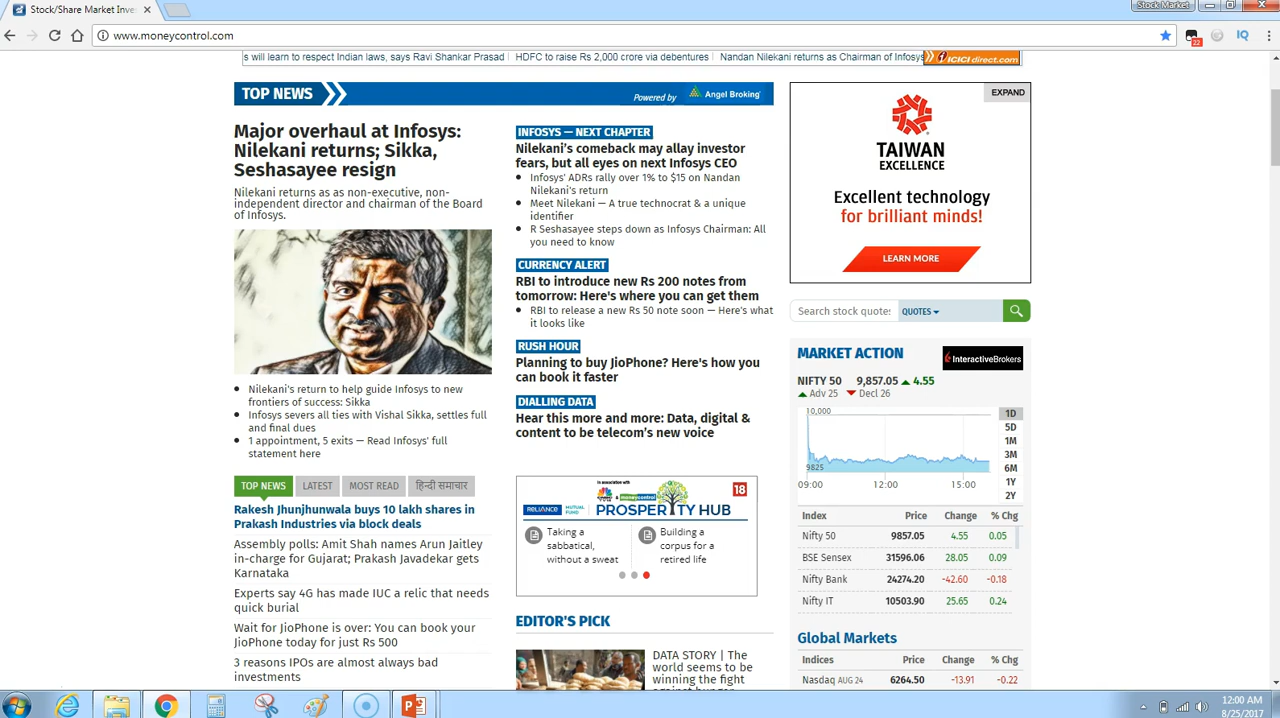 Stock/Share Market Inve
Stock Market
www.moneycontrol.com
22
IQ
s will learn to respect Indian laws, says Ravi Shankar Prasad
HDFC to raise Rs 2,000 crore via debentures
Nandan Nilekani returns as Chairman of Infosys
ICICI direct.com
TOP NEWS
Powered by
Angel Broking
Major overhaul at Infosys:
Nilekani returns; Sikka,
Seshasayee resign
Nilekani returns as as non-executive, non-
independent director and chairman of the Board
of Infosys.
Nilekani's return to help guide Infosys to new
frontiers of success: Sikka
Infosys severs all ties with Vishal Sikka, settles full
and final dues
1 appointment, 5 exits — Read Infosys' full
statement here
TOP NEWS
LATEST
MOST READ
हिन्दी समाचार
Rakesh Jhunjhunwala buys 10 lakh shares in
Prakash Industries via block deals
Assembly polls: Amit Shah names Arun Jaitley
in-charge for Gujarat; Prakash Javadekar gets
Karnataka
Experts say 4G has made IUC a relic that needs
quick burial
Wait for JioPhone is over: You can book your
JioPhone today for just Rs 500
3 reasons IPOs are almost always bad
investments
INFOSYS — NEXT CHAPTER
Nilekani's comeback may allay investor
fears, but all eyes on next Infosys CEO
Infosys' ADRs rally over 1% to $15 on Nandan
Nilekani's return
Meet Nilekani — A true technocrat & a unique
identifier
R Seshasayee steps down as Infosys Chairman: All
you need to know
CURRENCY ALERT
RBI to introduce new Rs 200 notes from
tomorrow: Here's where you can get them
RBI to release a new Rs 50 note soon — Here's what
it looks like
RUSH HOUR
Planning to buy JioPhone? Here's how you
can book it faster
DIALLING DATA
Hear this more and more: Data, digital &
content to be telecom's new voice
In association with
moneycontrol
18
RELIANCE
MUTUAL FUND
PROSPERITY HUB
Taking a
sabbatical,
without a sweat
Building a
corpus for a
retired life
EDITOR'S PICK
DATA STORY | The
world seems to be
winning the fight
against hunger
EXPAND
TAIWAN
EXCELLENCE
Excellent technology
for brilliant minds!
LEARN MORE
Search stock quote:
QUOTES
MARKET ACTION
InteractiveBrokers
NIFTY 50 9,857.05 4.55
Adv 25 Decl 26
10,000
9825
09:00 12:00 15:00
1D
5D
1M
3M
6M
1Y
2Y
Index Price Change % Chg
Nifty 50 9857.05 4.55 0.05
BSE Sensex 31596.06 28.05 0.09
Nifty Bank 24274.20 -42.60 -0.18
Nifty IT 10503.90 25.65 0.24
Global Markets
Indices Price Change % Chg
Nasdaq AUG 24 6264.50 -13.91 -0.22
12:00 AM
8/25/2017